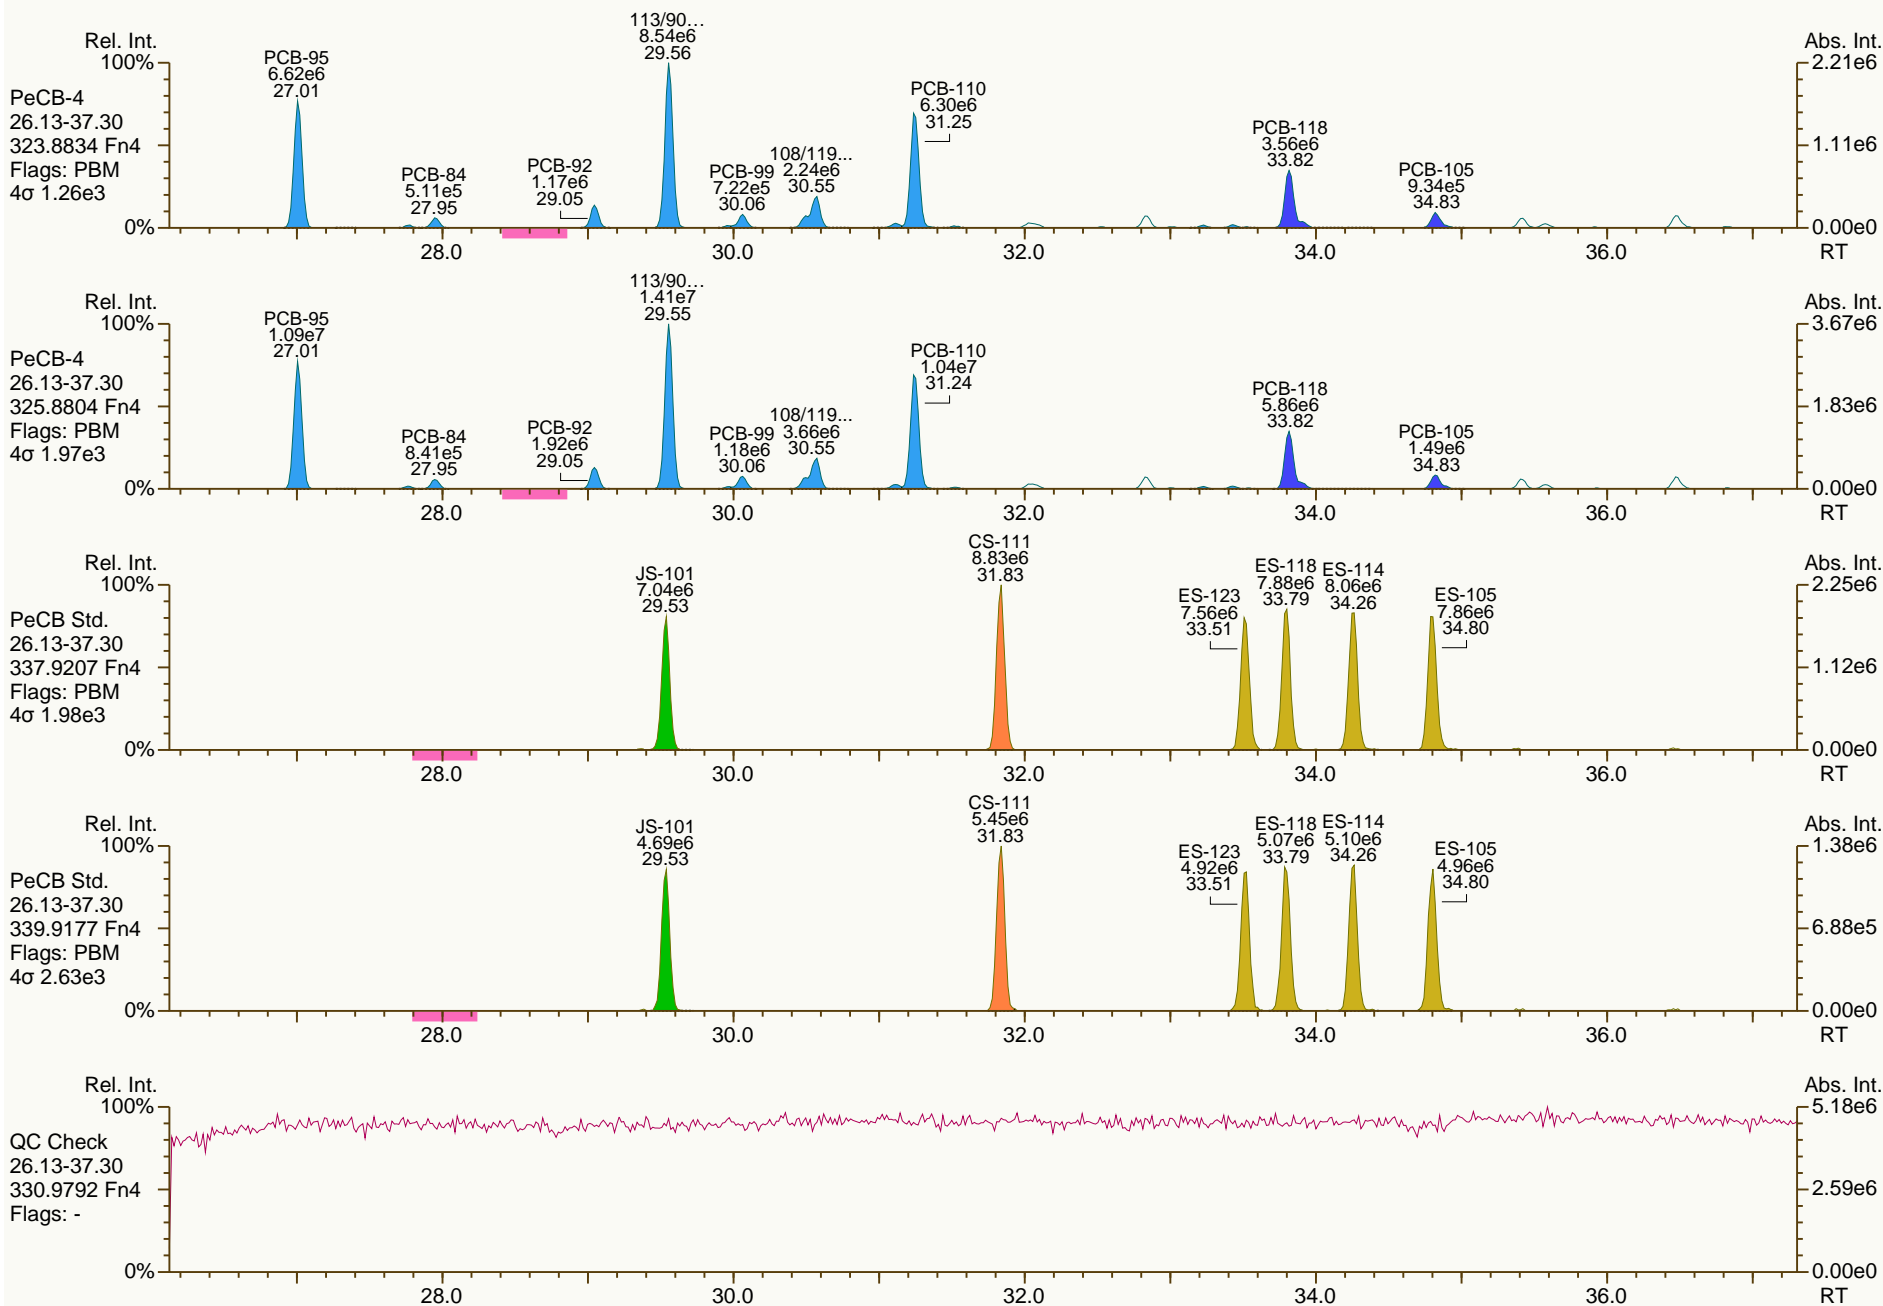 Rel. Int.
100%
0%
PeCB-4
26.13-37.30
323.8834 Fn4
Flags: PBM
4σ 1.26e3
PCB-95
6.62e6
27.01
PCB-84
5.11e5
27.95
PCB-92
1.17e6
29.05
113/90...
8.54e6
29.56
PCB-99
7.22e5
30.06
108/119...
2.24e6
30.55
PCB-110
6.30e6
31.25
PCB-118
3.56e6
33.82
PCB-105
9.34e5
34.83
Abs. Int.
2.21e6
1.11e6
0.00e0
28.0 30.0 32.0 34.0 36.0 RT
Rel. Int.
100%
0%
PeCB-4
26.13-37.30
325.8804 Fn4
Flags: PBM
4σ 1.97e3
PCB-95
1.09e7
27.01
PCB-84
8.41e5
27.95
PCB-92
1.92e6
29.05
113/90...
1.41e7
29.55
PCB-99
1.18e6
30.06
108/119...
3.66e6
30.55
PCB-110
1.04e7
31.24
PCB-118
5.86e6
33.82
PCB-105
1.49e6
34.83
Abs. Int.
3.67e6
1.83e6
0.00e0
28.0 30.0 32.0 34.0 36.0 RT
Rel. Int.
100%
0%
PeCB Std.
26.13-37.30
337.9207 Fn4
Flags: PBM
4σ 1.98e3
JS-101
7.04e6
29.53
CS-111
8.83e6
31.83
ES-123
7.56e6
33.51
ES-118
7.88e6
33.79
ES-114
8.06e6
34.26
ES-105
7.86e6
34.80
Abs. Int.
2.25e6
1.12e6
0.00e0
28.0 30.0 32.0 34.0 36.0 RT
Rel. Int.
100%
0%
PeCB Std.
26.13-37.30
339.9177 Fn4
Flags: PBM
4σ 2.63e3
JS-101
4.69e6
29.53
CS-111
5.45e6
31.83
ES-123
4.92e6
33.51
ES-118
5.07e6
33.79
ES-114
5.10e6
34.26
ES-105
4.96e6
34.80
Abs. Int.
1.38e6
6.88e5
0.00e0
28.0 30.0 32.0 34.0 36.0 RT
Rel. Int.
100%
0%
QC Check
26.13-37.30
330.9792 Fn4
Flags: -
Abs. Int.
5.18e6
2.59e6
0.00e0
28.0 30.0 32.0 34.0 36.0 RT